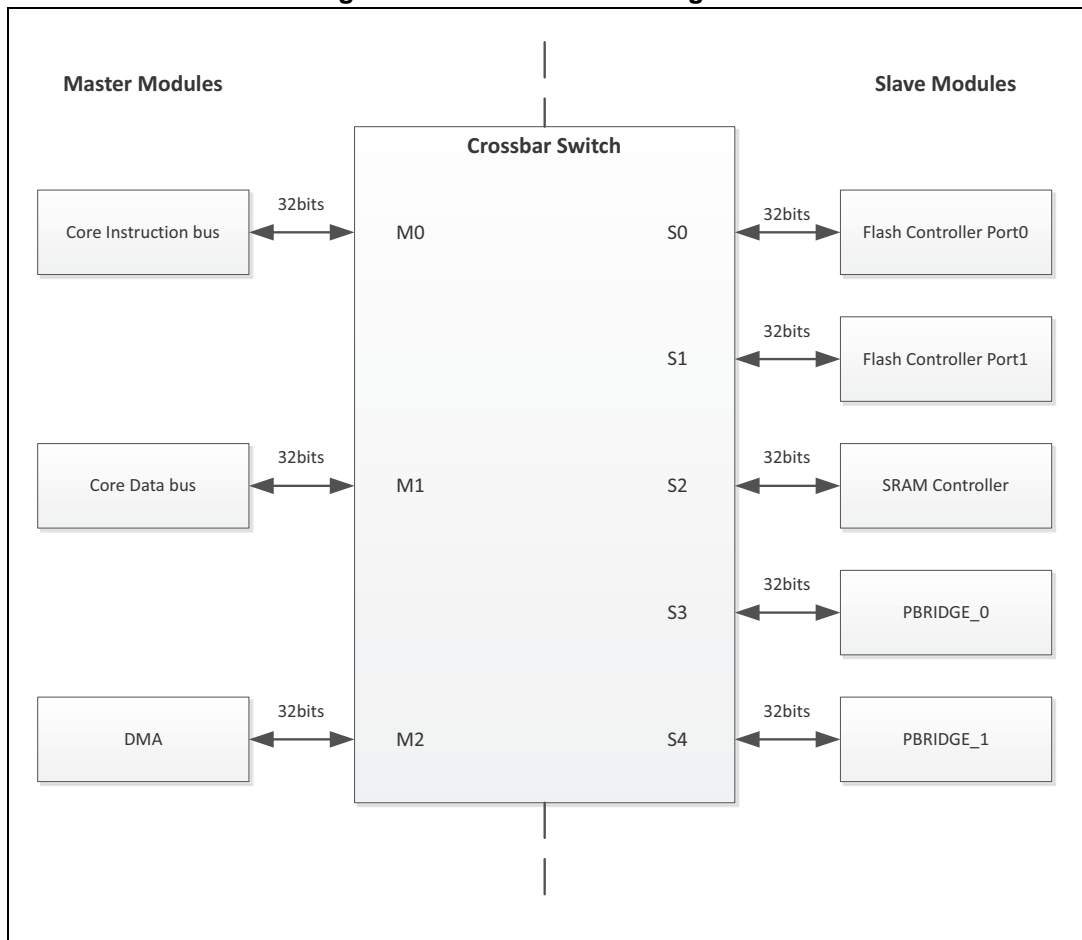 Master Modules
Slave Modules
Crossbar Switch
32bits
32bits
Core Instruction bus
M0
S0
Flash Controller Port0
32bits
S1
Flash Controller Port1
32bits
32bits
Core Data bus
M1
S2
SRAM Controller
32bits
S3
PBRIDGE_0
32bits
32bits
DMA
M2
S4
PBRIDGE_1